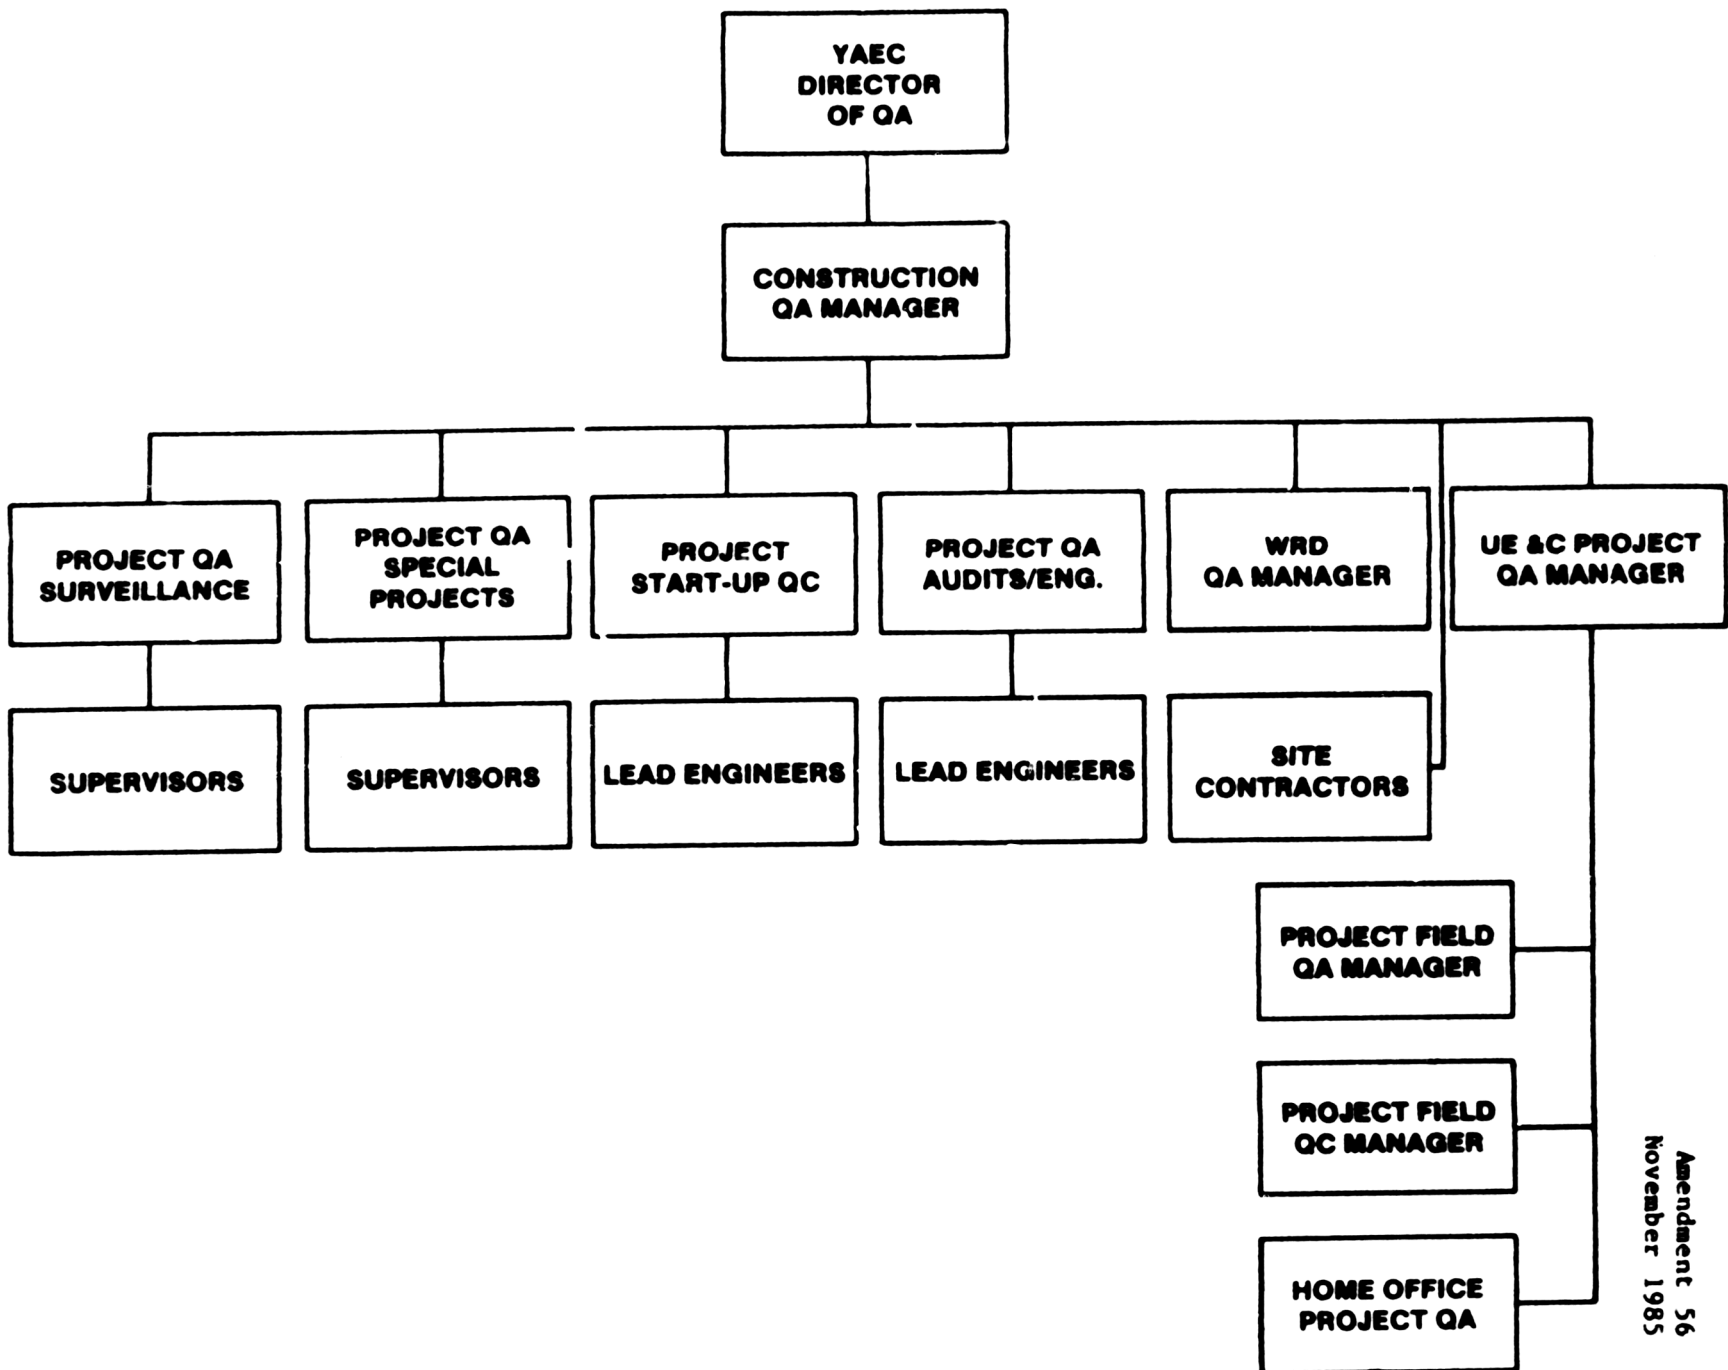 YAEC
DIRECTOR
OF QA
CONSTRUCTION
QA MANAGER
PROJECT QA
SURVEILLANCE
PROJECT QA
SPECIAL
PROJECTS
PROJECT
START-UP QC
PROJECT QA
AUDITS/ENG.
WRD
QA MANAGER
UE &C PROJECT
QA MANAGER
SUPERVISORS
SUPERVISORS
LEAD ENGINEERS
LEAD ENGINEERS
SITE
CONTRACTORS
PROJECT FIELD
QA MANAGER
PROJECT FIELD
QC MANAGER
HOME OFFICE
PROJECT QA
Amendment 56
November 1985